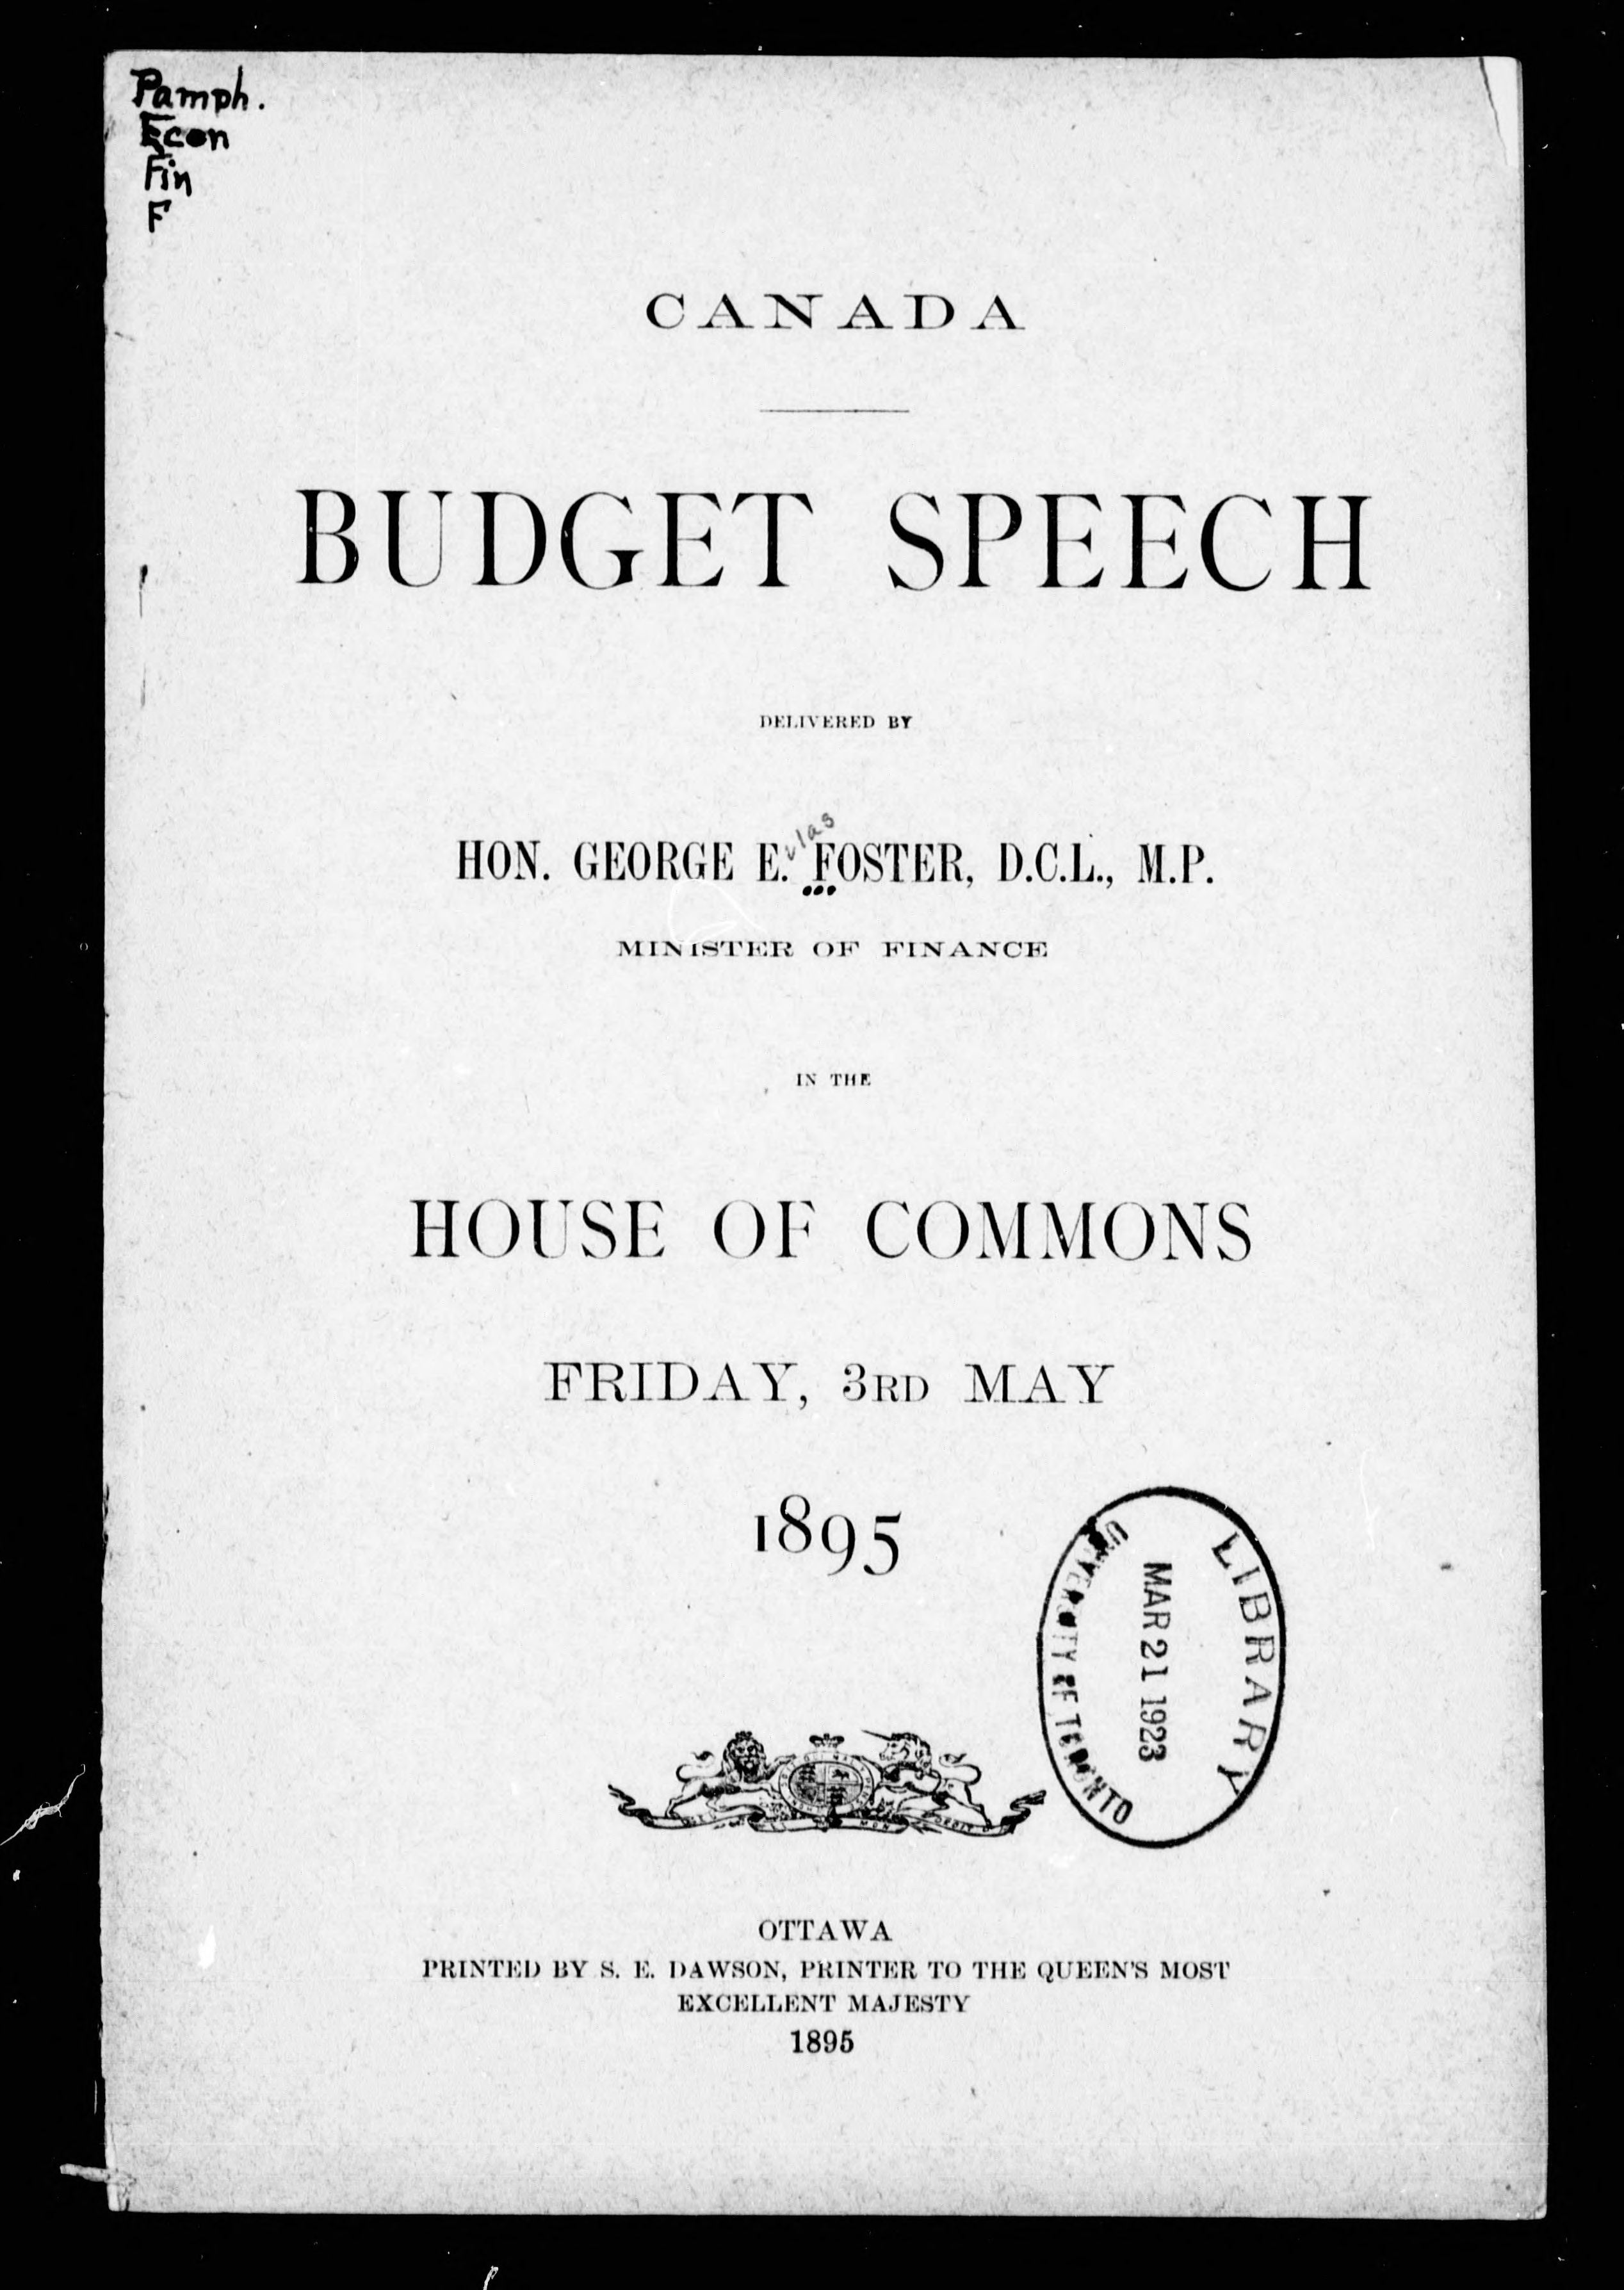 Pamph.
Econ
Fin
F
CANADA
BUDGET SPEECH
DELIVERED BY
las
HON. GEORGE E. FOSTER, D.C.L., M.P.
MINISTER OF FINANCE
IN THE
HOUSE OF COMMONS
FRIDAY, 3RD MAY
1895
LIBRARY
MAR 21 1923
UNIVERSITY OF TORONTO
OTTAWA
PRINTED BY S. E. DAWSON, PRINTER TO THE QUEEN'S MOST
EXCELLENT MAJESTY
1895